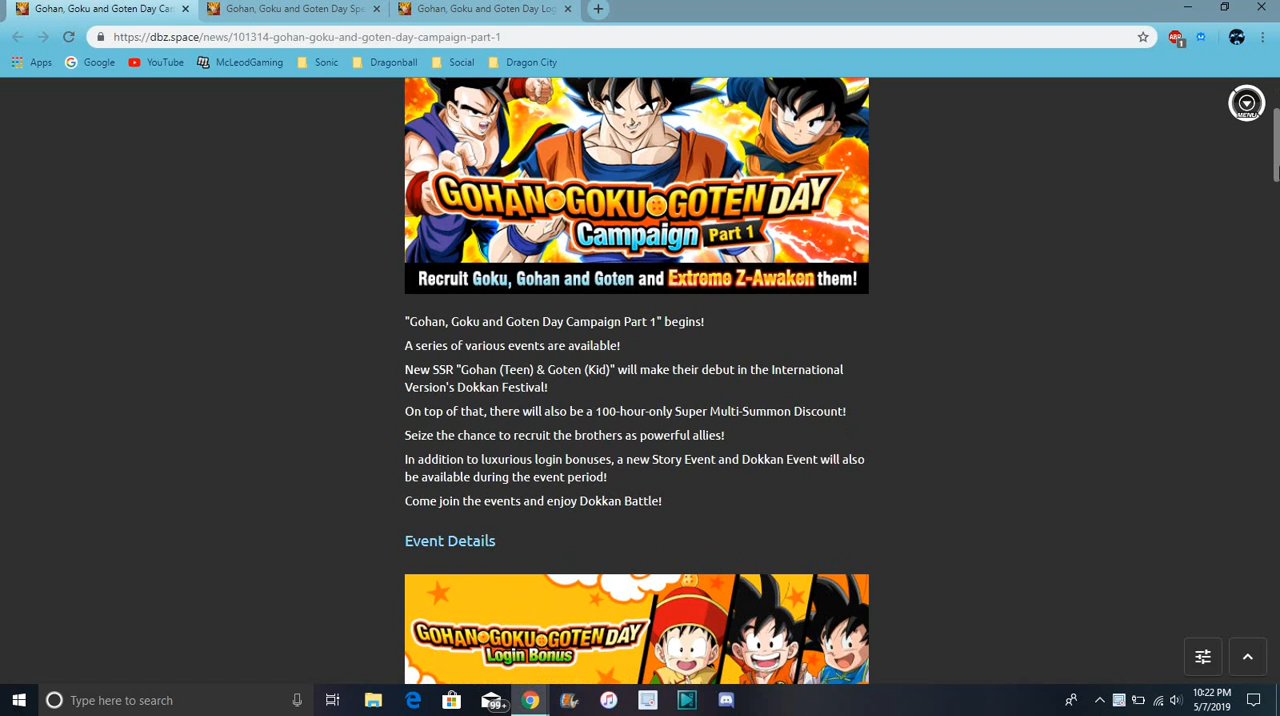 Gohan, Goku and Goten Day Ca
Gohan, Goku and Goten Day Spe
Gohan, Goku and Goten Day Log
https://dbz.space/news/101314-gohan-goku-and-goten-day-campaign-part-1
Apps Google YouTube McLeodGaming Sonic Dragonball Social Dragon City
MENU
GOHAN GOKU GOTEN DAY
Campaign Part 1
Recruit Goku, Gohan and Goten and Extreme Z-Awaken them!
"Gohan, Goku and Goten Day Campaign Part 1" begins!
A series of various events are available!
New SSR "Gohan (Teen) & Goten (Kid)" will make their debut in the International
Version's Dokkan Festival!
On top of that, there will also be a 100-hour-only Super Multi-Summon Discount!
Seize the chance to recruit the brothers as powerful allies!
In addition to luxurious login bonuses, a new Story Event and Dokkan Event will also
be available during the event period!
Come join the events and enjoy Dokkan Battle!
Event Details
GOHAN GOKU GOTEN DAY
Login Bonus
Type here to search
99+
10:22 PM
5/7/2019